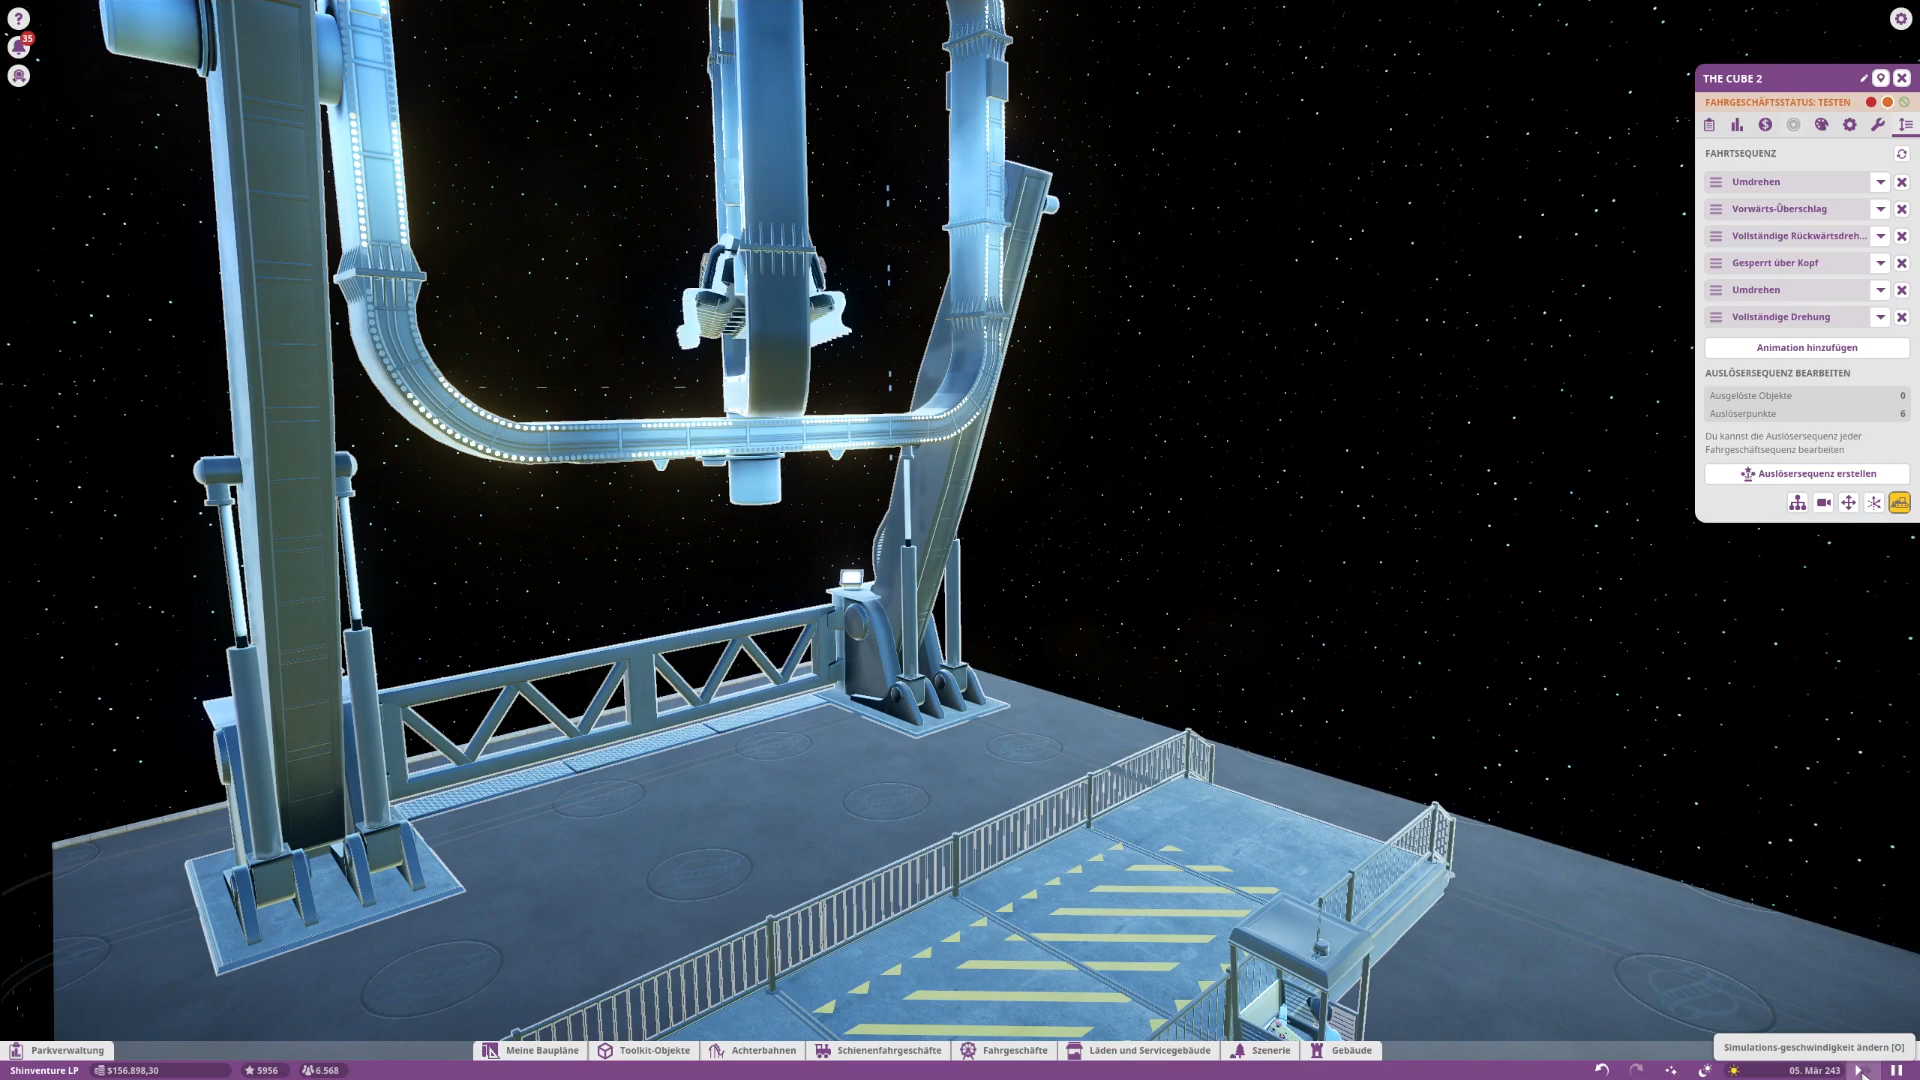 ?
35
THE CUBE 2
FAHRGESCHÄFTSSTATUS: TESTEN
FAHRTSEQUENZ
Umdrehen
Vorwärts-Überschlag
Vollständige Rückwärtsdreh...
Gesperrt über Kopf
Umdrehen
Vollständige Drehung
Animation hinzufügen
AUSLÖSERSEQUENZ BEARBEITEN
Ausgelöste Objekte 0
Auslöserpunkte 6
Du kannst die Auslösersequenz jeder
Fahrgeschäftsequenz bearbeiten
Auslösersequenz erstellen
Simulations-geschwindigkeit ändern [O]
Parkverwaltung Meine Baupläne Toolkit-Objekte Achterbahnen Schienenfahrgeschäfte Fahrgeschäfte Läden und Servicegebäude Szenerie Gebäude
Shinventure LP $156.898,30 5956 6.568 05. Mär 243